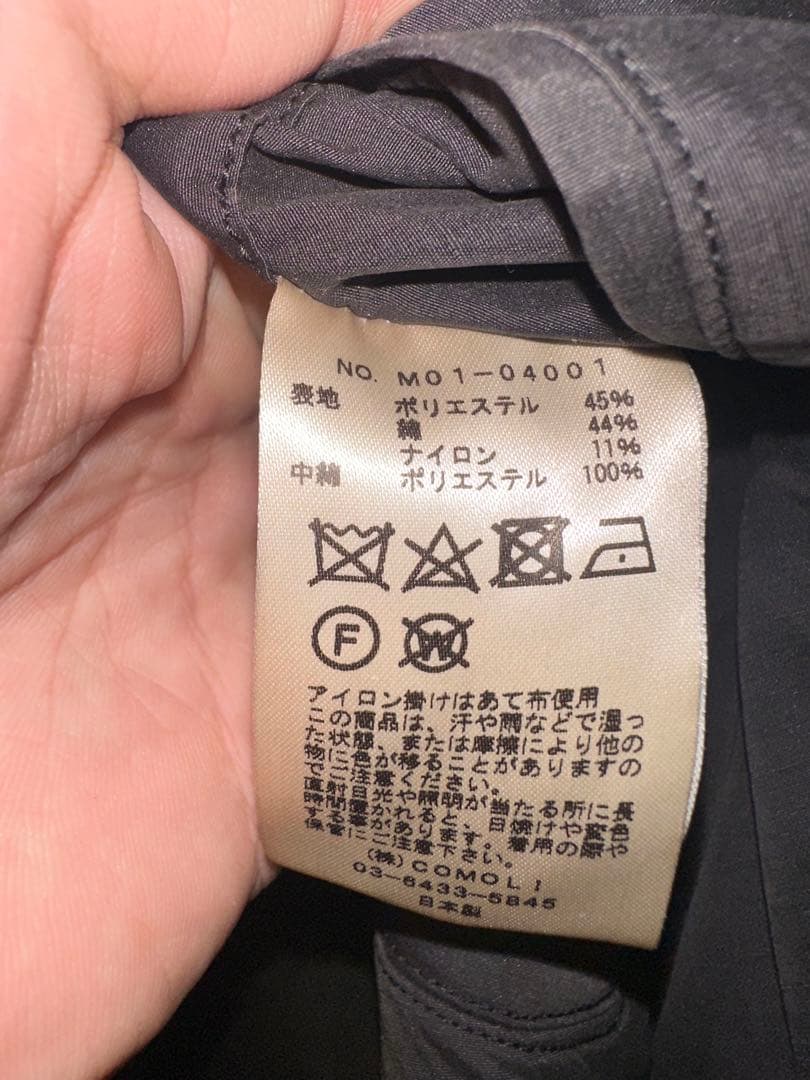 NO. M01-04001
表地 ポリエステル 45%
綿 44%
ナイロン 11%
中綿 ポリエステル 100%
F W
アイロン掛けはあて布使用
この商品は、汗や雨などで湿っ
た状態、または摩擦により他の
物に色が移ることがありますの
でご注意ください。
直射日光や照明が当たる所に長
時間置かれると、日焼けや変色
する事があります。着用の際や
保管にご注意下さい。
(株)COMOLI
03-6433-5845
日本製